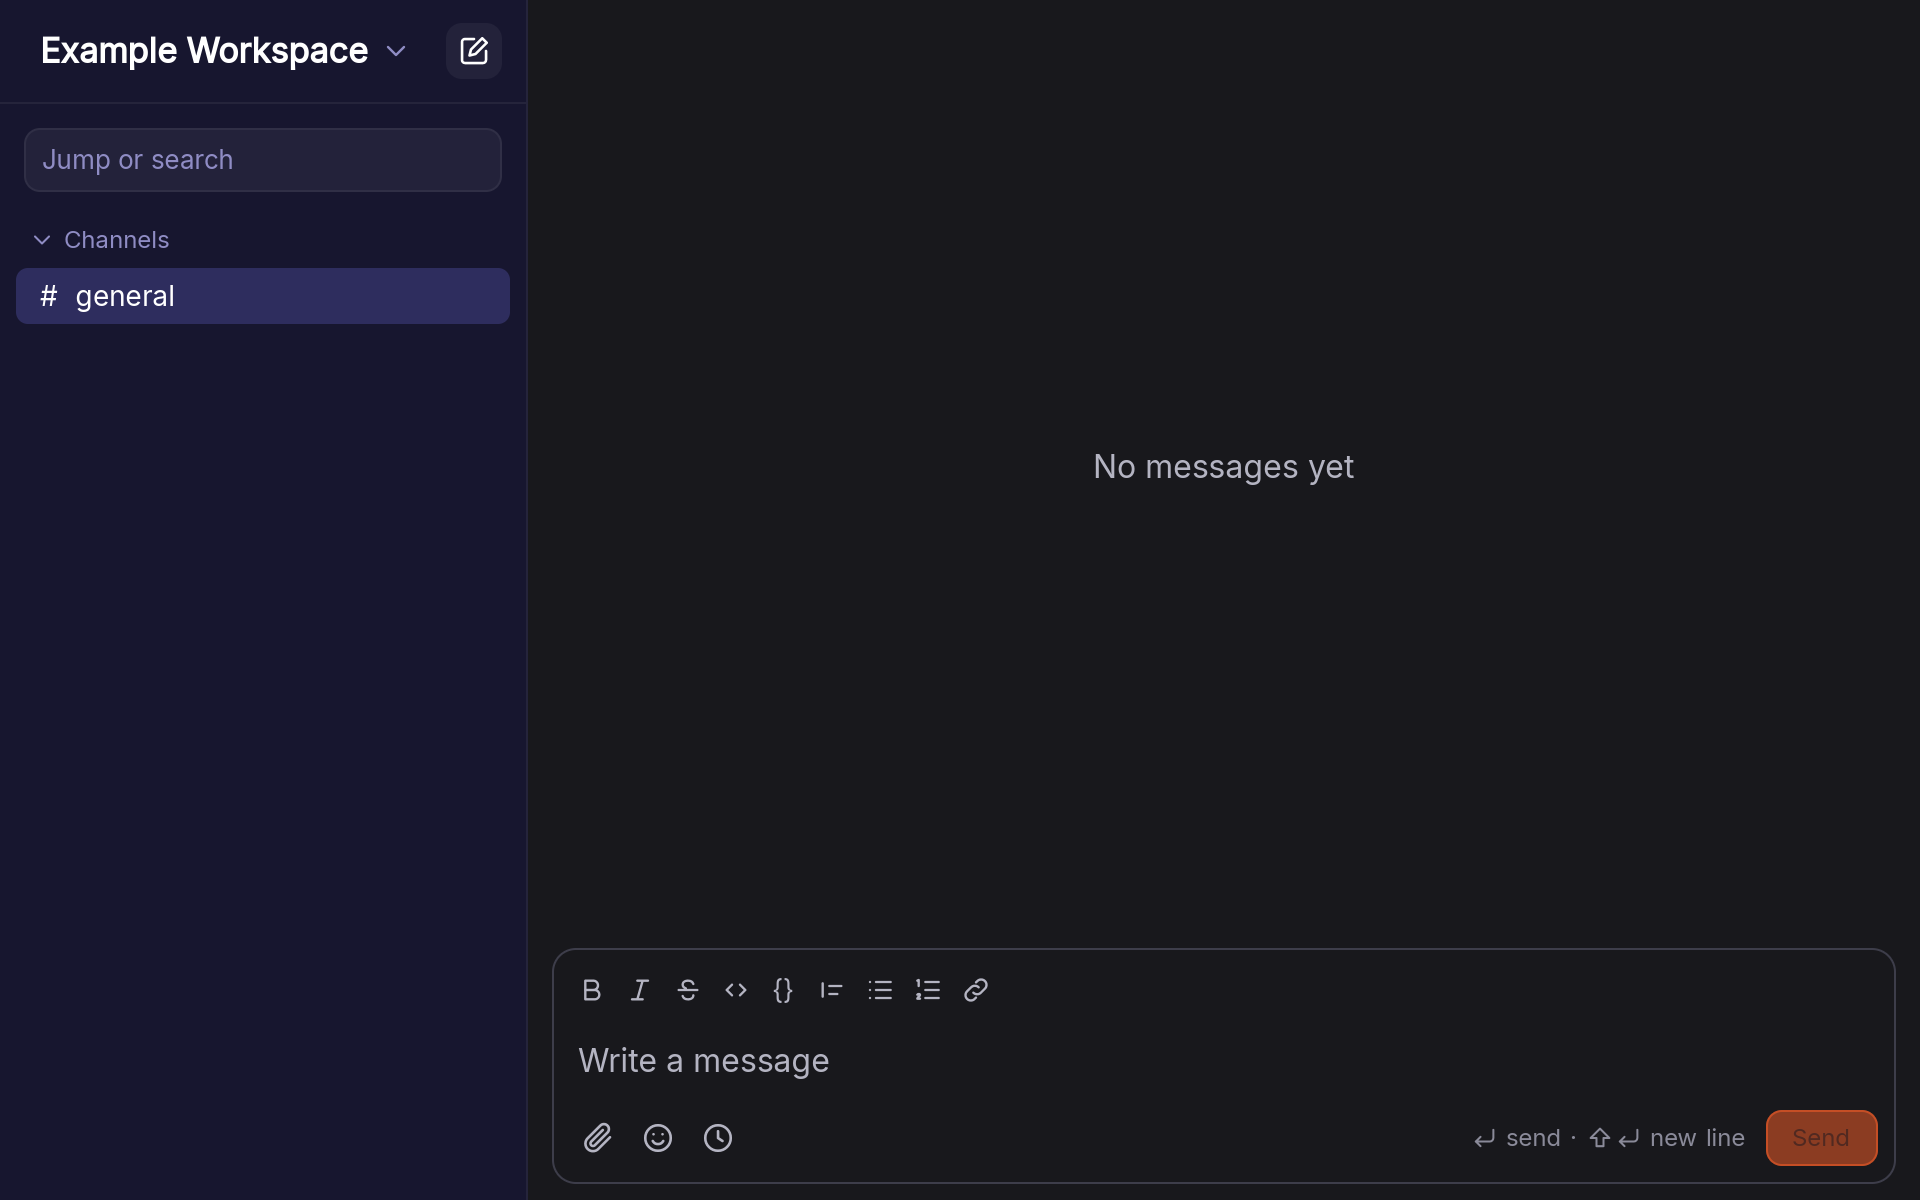 Example Workspace
Jump or search
Channels
# general
No messages yet
Write a message
send · new line
Send